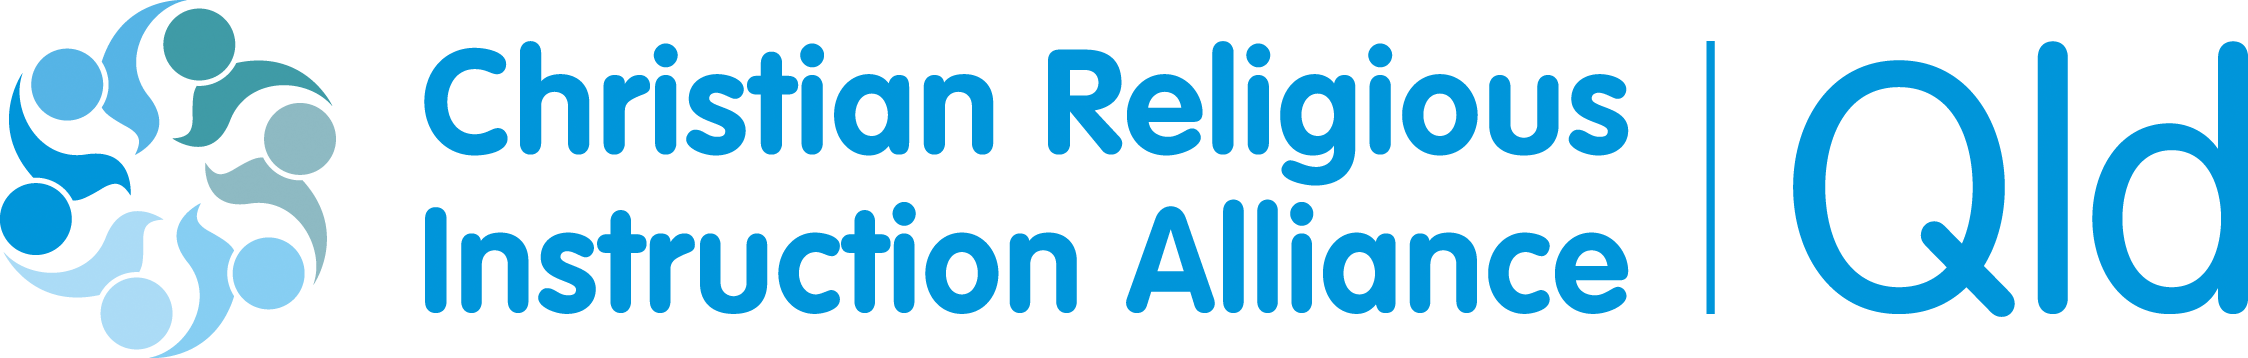 Christian Religious
Instruction Alliance
Qld